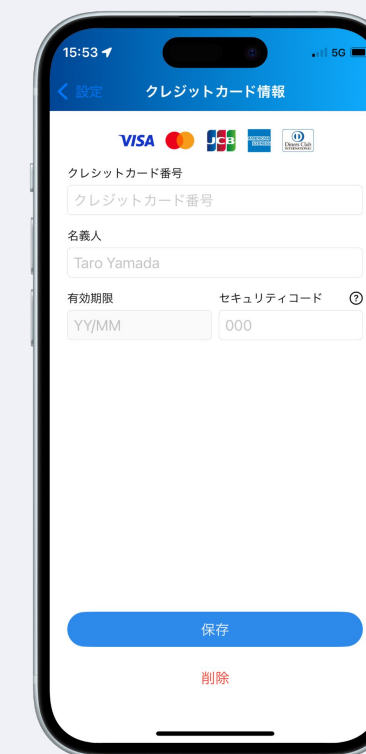 15:53
5G
設定
クレジットカード情報
VISA
JCB
AMERICAN EXPRESS
Diners Club
INTERNATIONAL
クレシットカード番号
クレジットカード番号
名義人
Taro Yamada
有効期限
セキュリティコード ?
YY/MM
000
保存
削除